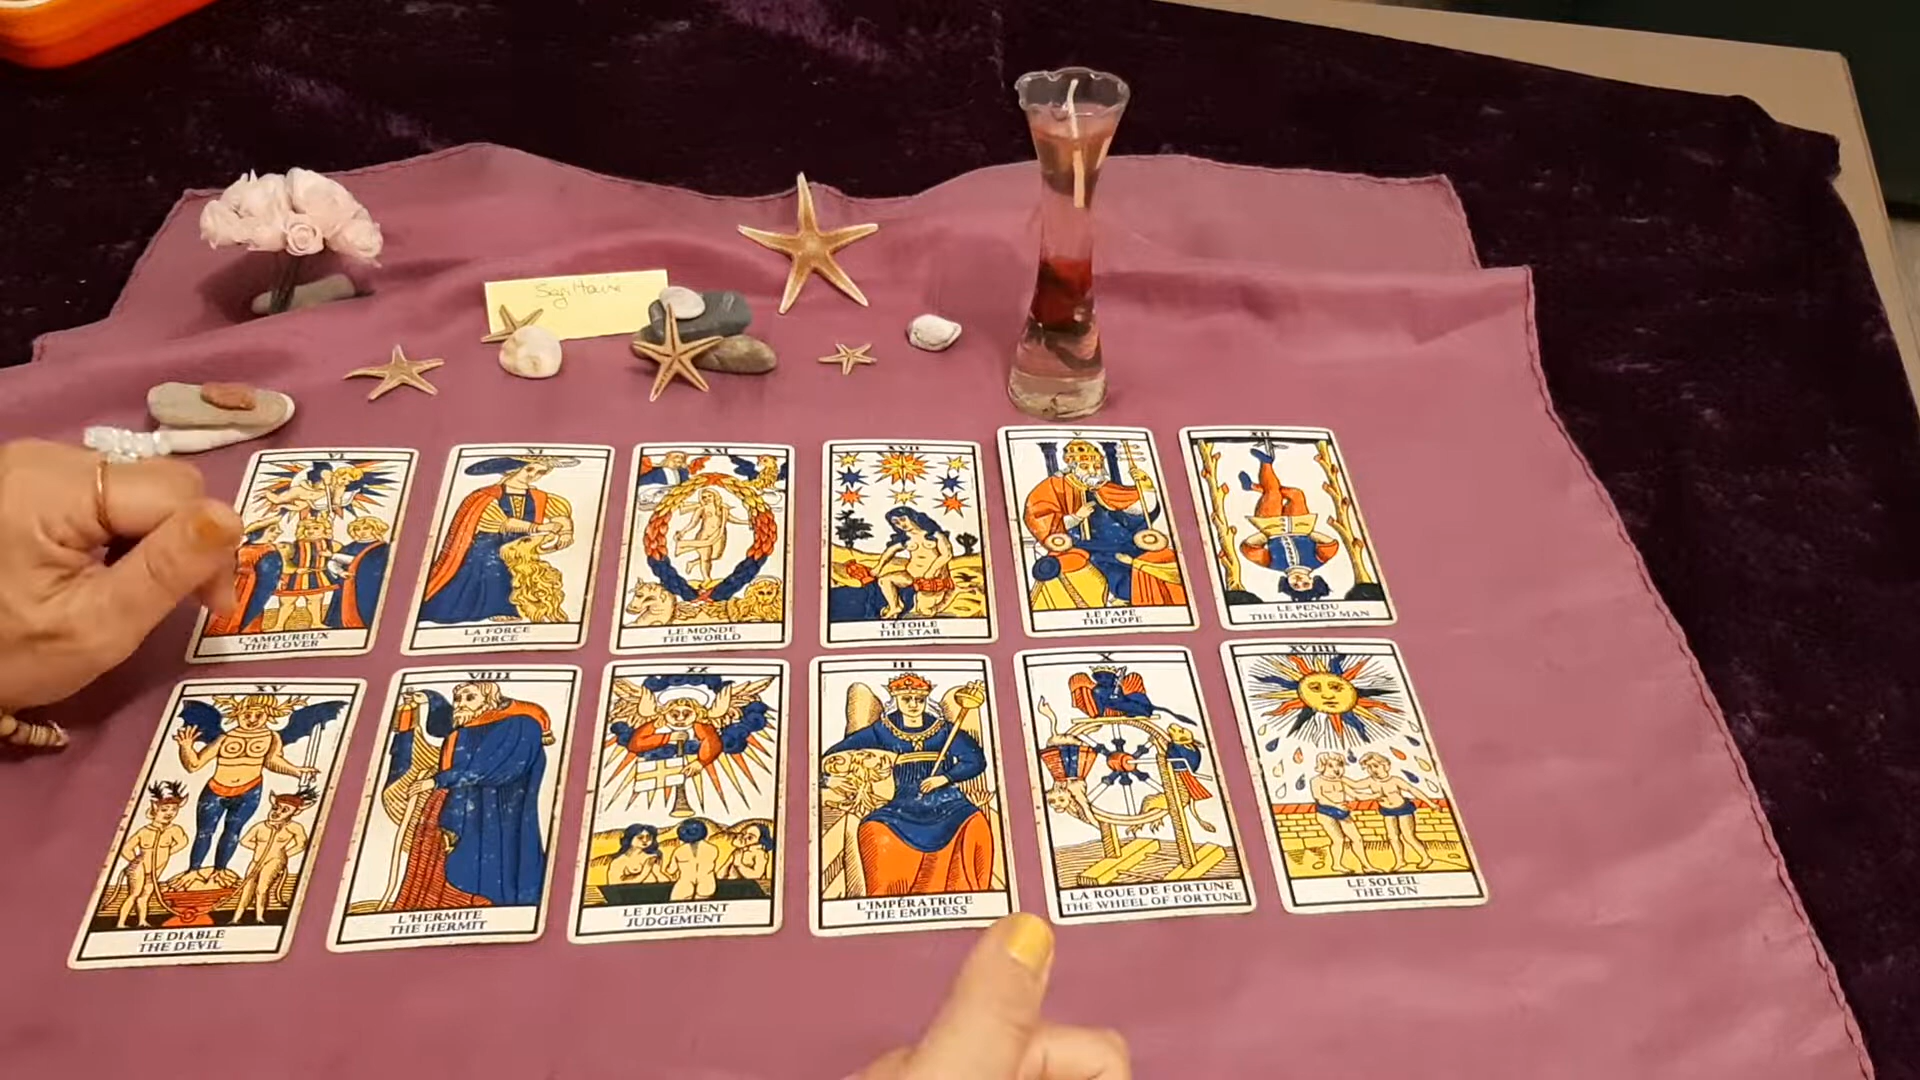 Sagittaire
VI
L'AMOUREUX
THE LOVER
XI
LA FORCE
FORCE
XXI
LE MONDE
THE WORLD
XVII
L'ÉTOILE
THE STAR
V
LE PAPE
THE POPE
XII
LE PENDU
THE HANGED MAN
XV
LE DIABLE
THE DEVIL
VIIII
L'HERMITE
THE HERMIT
XX
LE JUGEMENT
JUDGEMENT
III
L'IMPÉRATRICE
THE EMPRESS
X
LA ROUE DE FORTUNE
THE WHEEL OF FORTUNE
XVIIII
LE SOLEIL
THE SUN